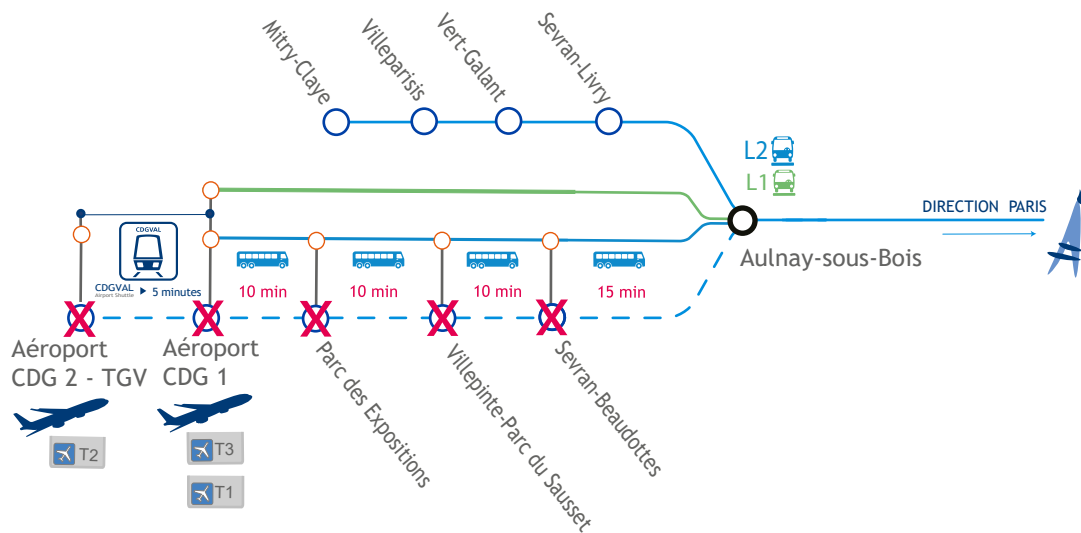 Mitry-Claye
Villeparisis
Vert-Galant
Sevran-Livry
L2
L1
DIRECTION PARIS
Aulnay-sous-Bois
CDGVAL
CDGVAL
Airport Shuttle
5 minutes
10 min
10 min
10 min
15 min
Aéroport
CDG 2 - TGV
Aéroport
CDG 1
Parc des Expositions
Villepinte-Parc du Sausset
Sevran-Beaudottes
T2
T3
T1